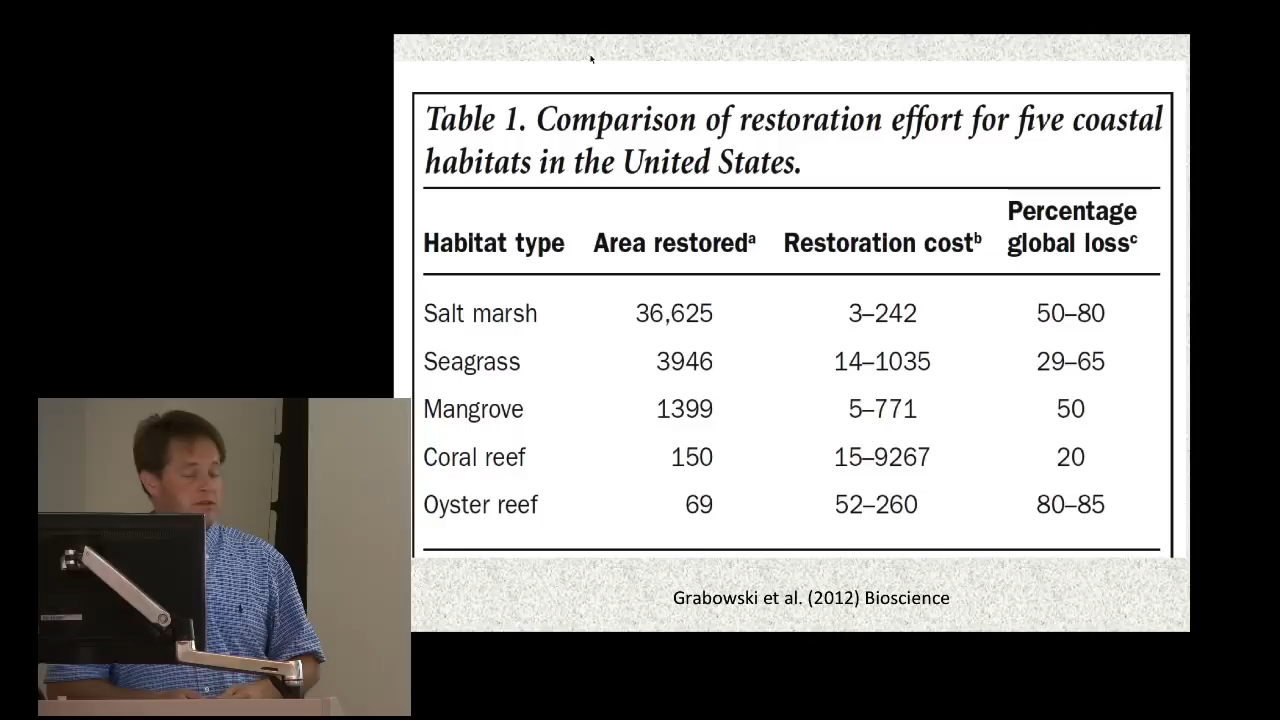 Table 1. Comparison of restoration effort for five coastal
habitats in the United States.
Habitat type Area restoredᵃ Restoration costᵇ Percentage global lossᶜ
Salt marsh 36,625 3–242 50–80
Seagrass 3946 14–1035 29–65
Mangrove 1399 5–771 50
Coral reef 150 15–9267 20
Oyster reef 69 52–260 80–85
Grabowski et al. (2012) Bioscience